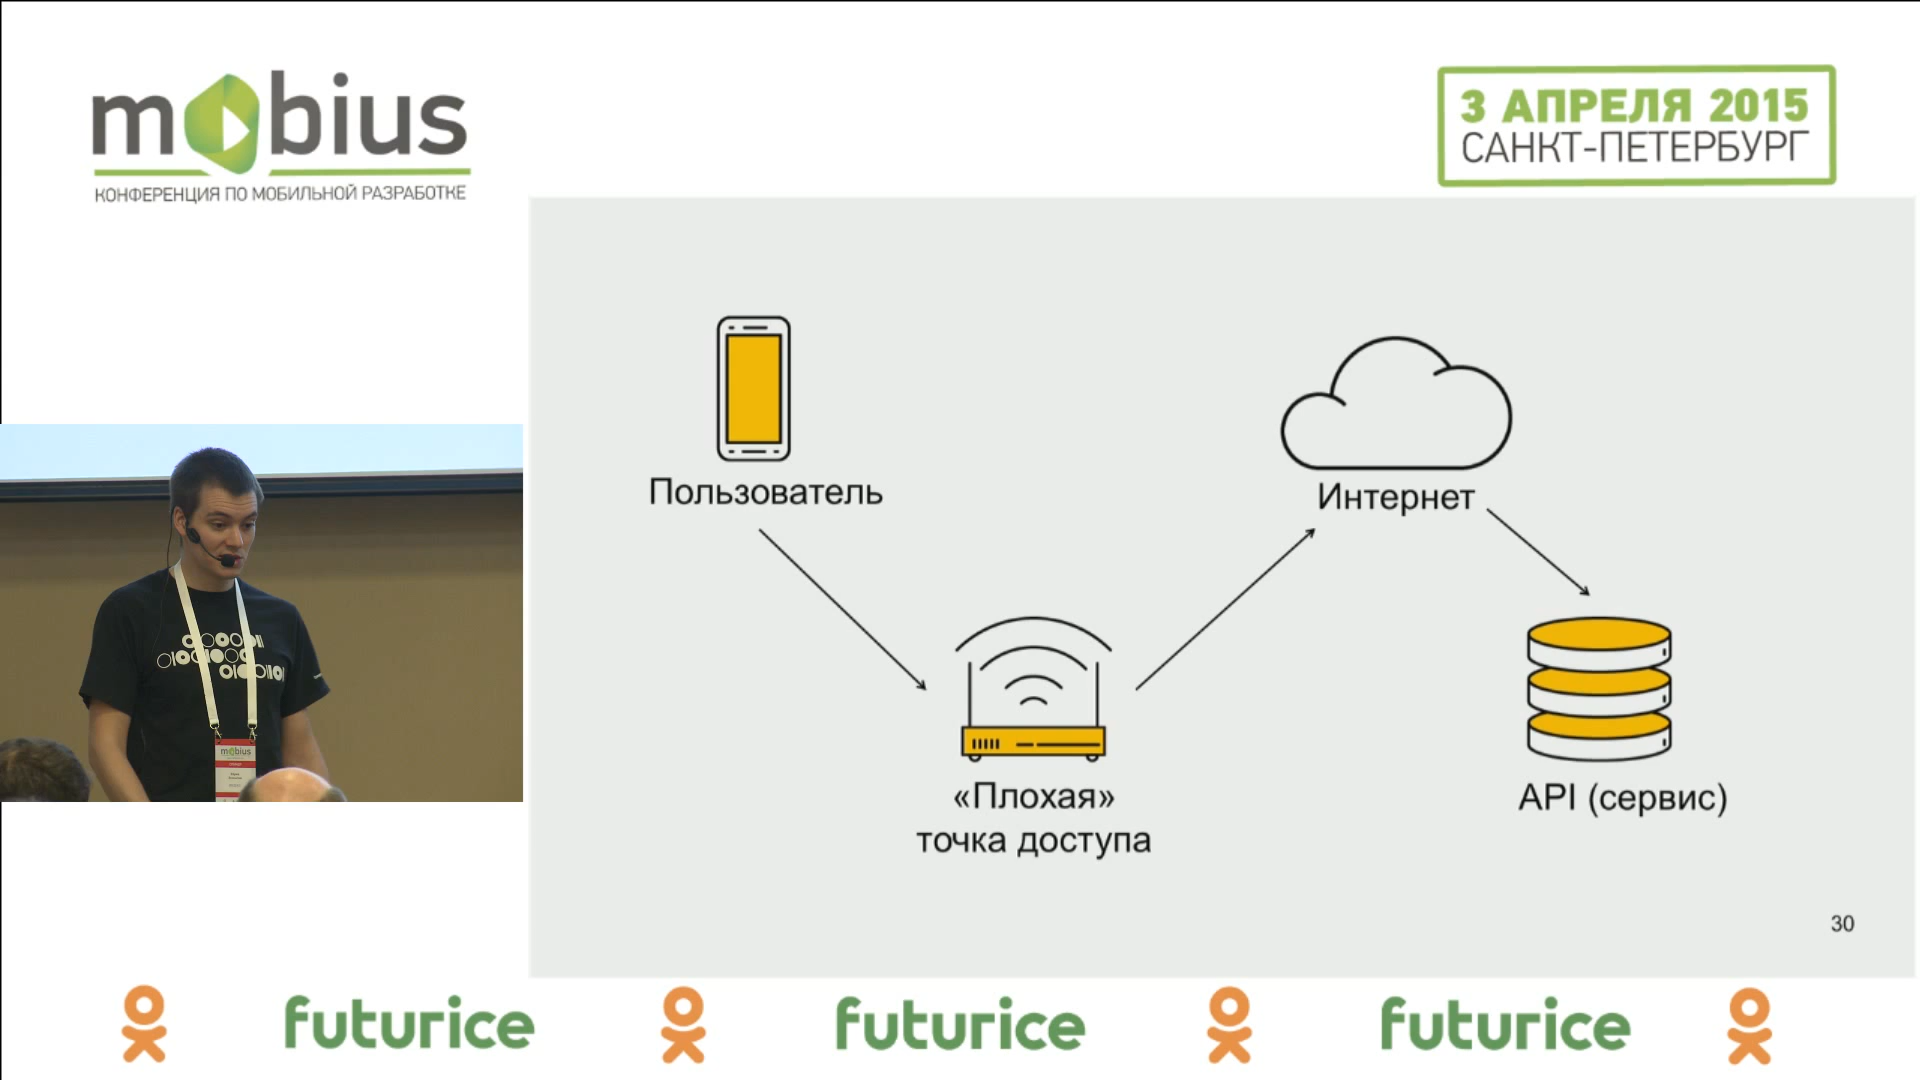 mobius
КОНФЕРЕНЦИЯ ПО МОБИЛЬНОЙ РАЗРАБОТКЕ
3 АПРЕЛЯ 2015
САНКТ-ПЕТЕРБУРГ
Пользователь
Интернет
«Плохая»
точка доступа
API (сервис)
30
mobius
futurice
futurice
futurice